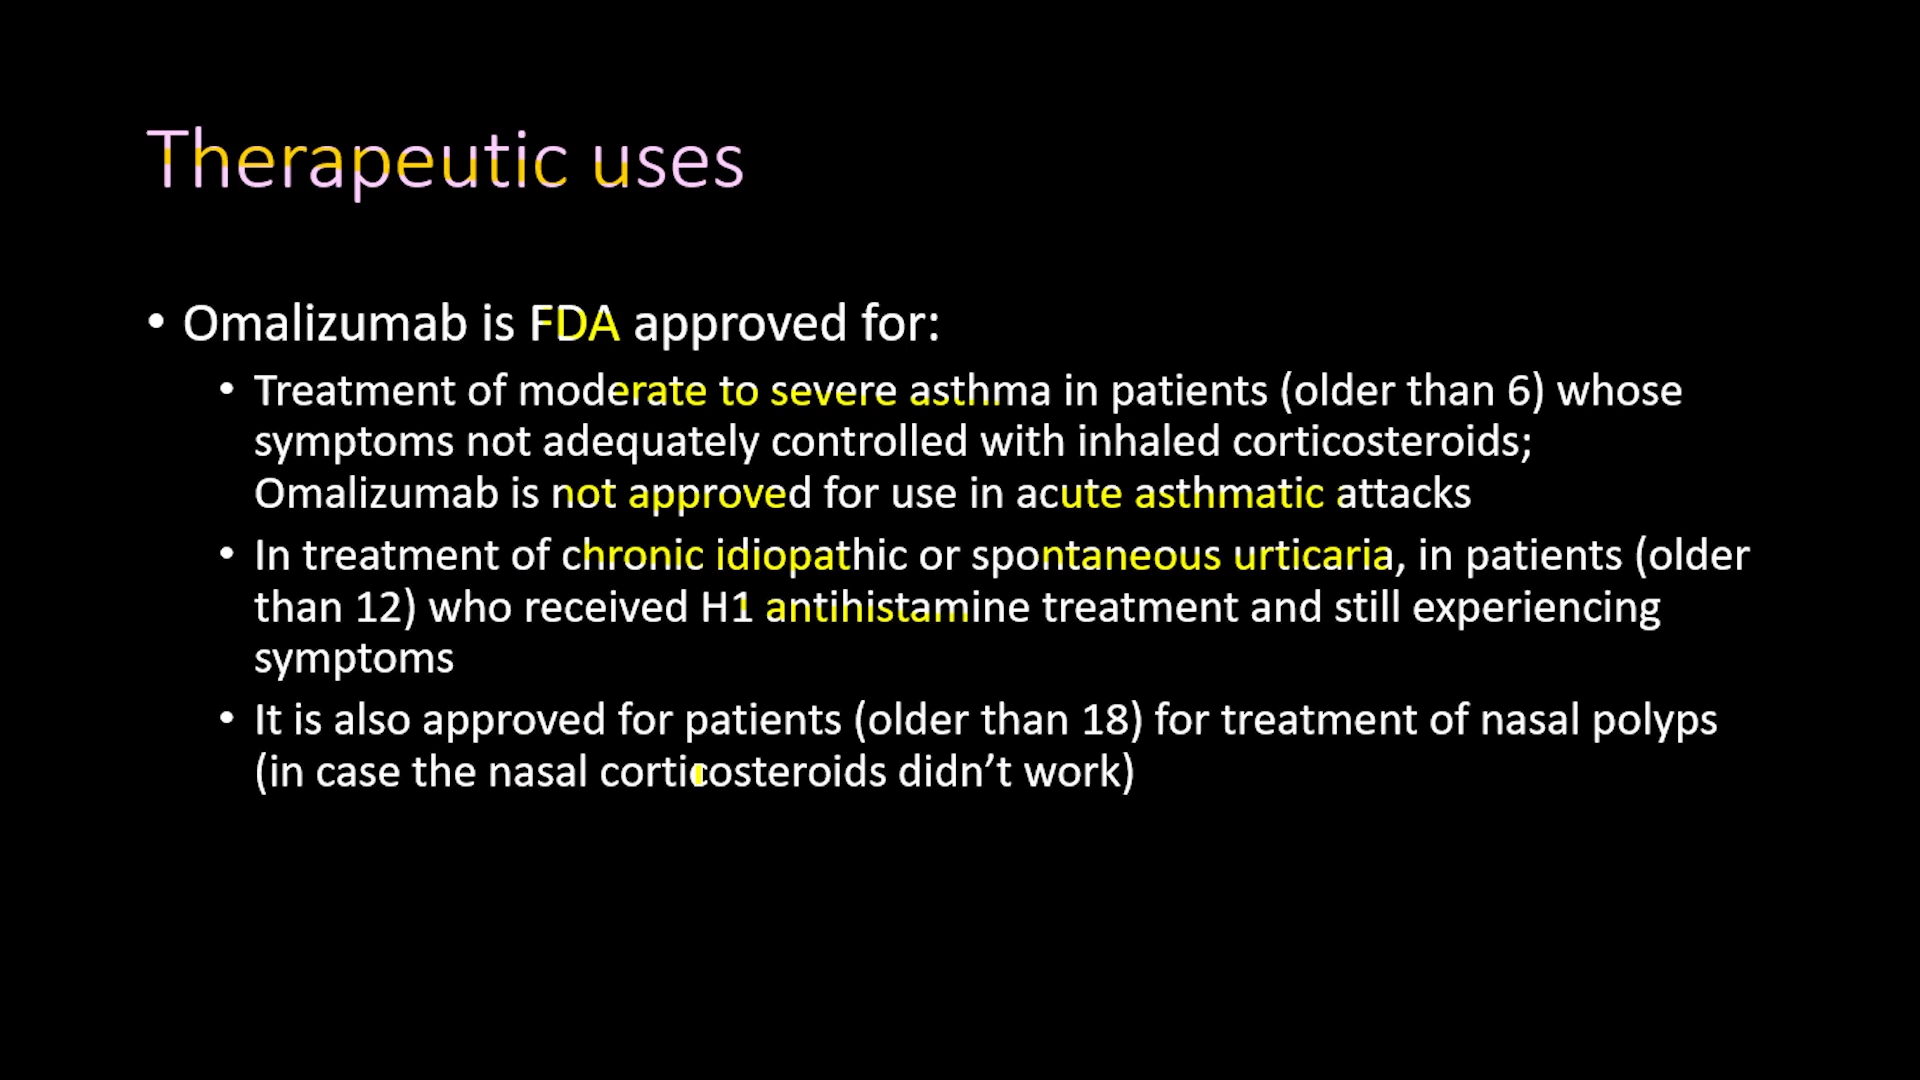 Therapeutic uses
• Omalizumab is FDA approved for:
• Treatment of moderate to severe asthma in patients (older than 6) whose
symptoms not adequately controlled with inhaled corticosteroids;
Omalizumab is not approved for use in acute asthmatic attacks
• In treatment of chronic idiopathic or spontaneous urticaria, in patients (older
than 12) who received H1 antihistamine treatment and still experiencing
symptoms
• It is also approved for patients (older than 18) for treatment of nasal polyps
(in case the nasal corticosteroids didn’t work)